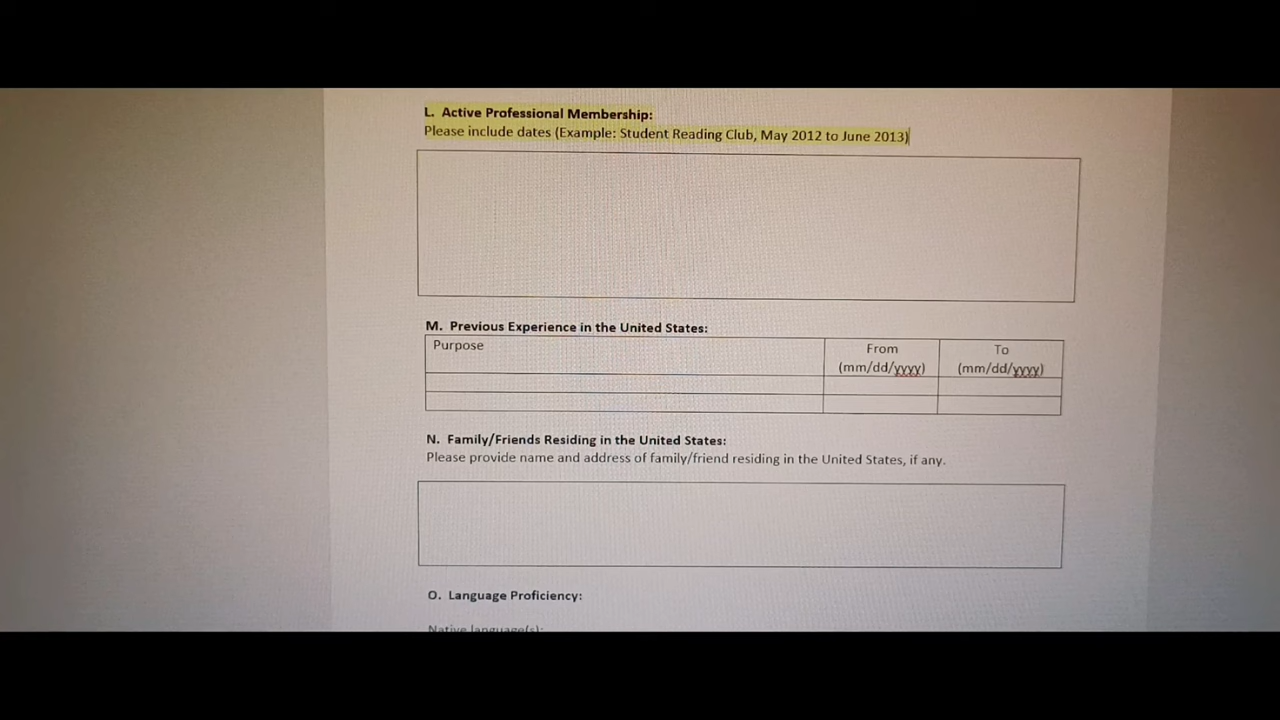 L. Active Professional Membership:
Please include dates (Example: Student Reading Club, May 2012 to June 2013)
M. Previous Experience in the United States:
Purpose
From
(mm/dd/yyyy)
To
(mm/dd/yyyy)
N. Family/Friends Residing in the United States:
Please provide name and address of family/friend residing in the United States, if any.
O. Language Proficiency:
Native language(s):